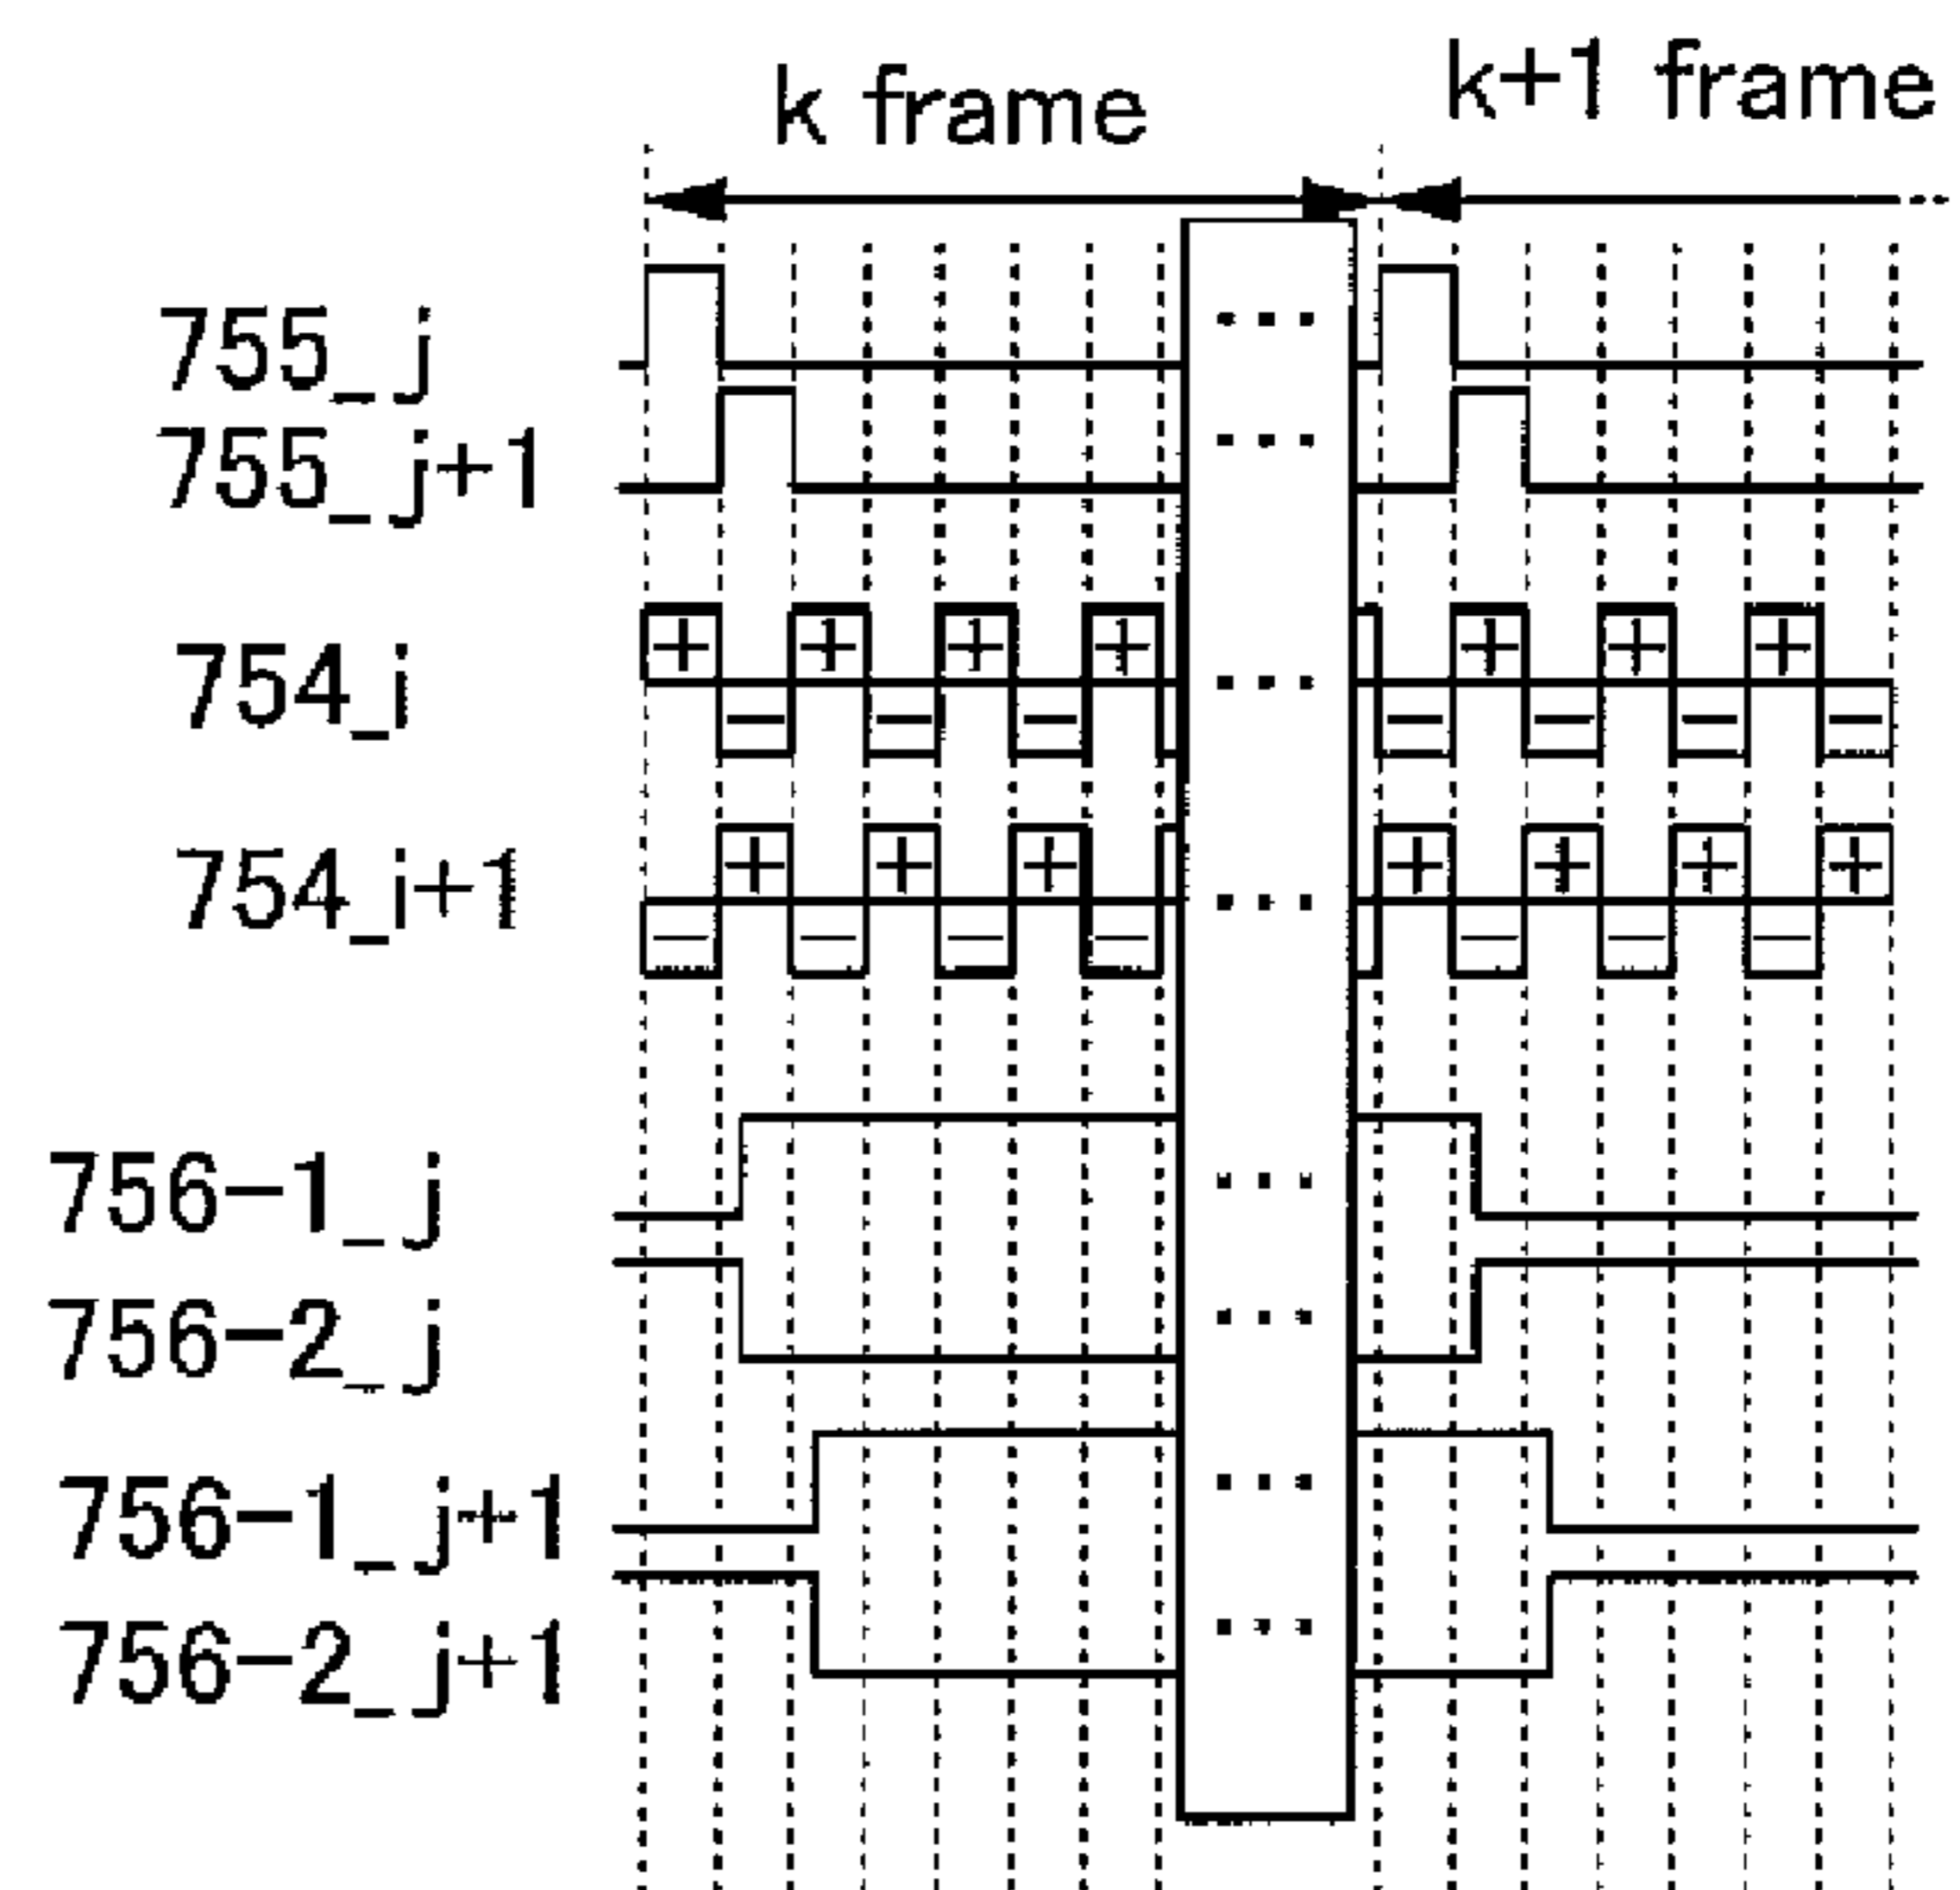 k frame
k+1 frame
755_j
755_j+1
754_i
754_i+1
756-1_j
756-2_j
756-1_j+1
756-2_j+1
...
...
+ + + + ... + + +
− − − − − − −
+ + + ... + + + +
− − − − − − −
...
...
...
...